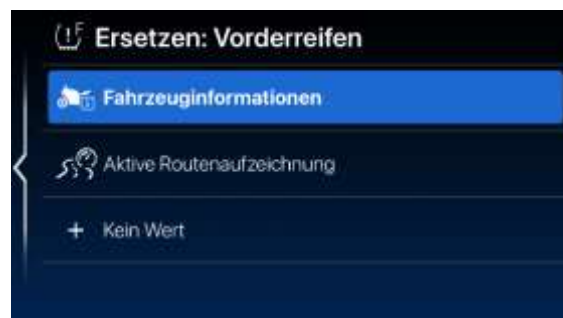 Ersetzen: Vorderreifen
Fahrzeuginformationen
Aktive Routenaufzeichnung
Kein Wert